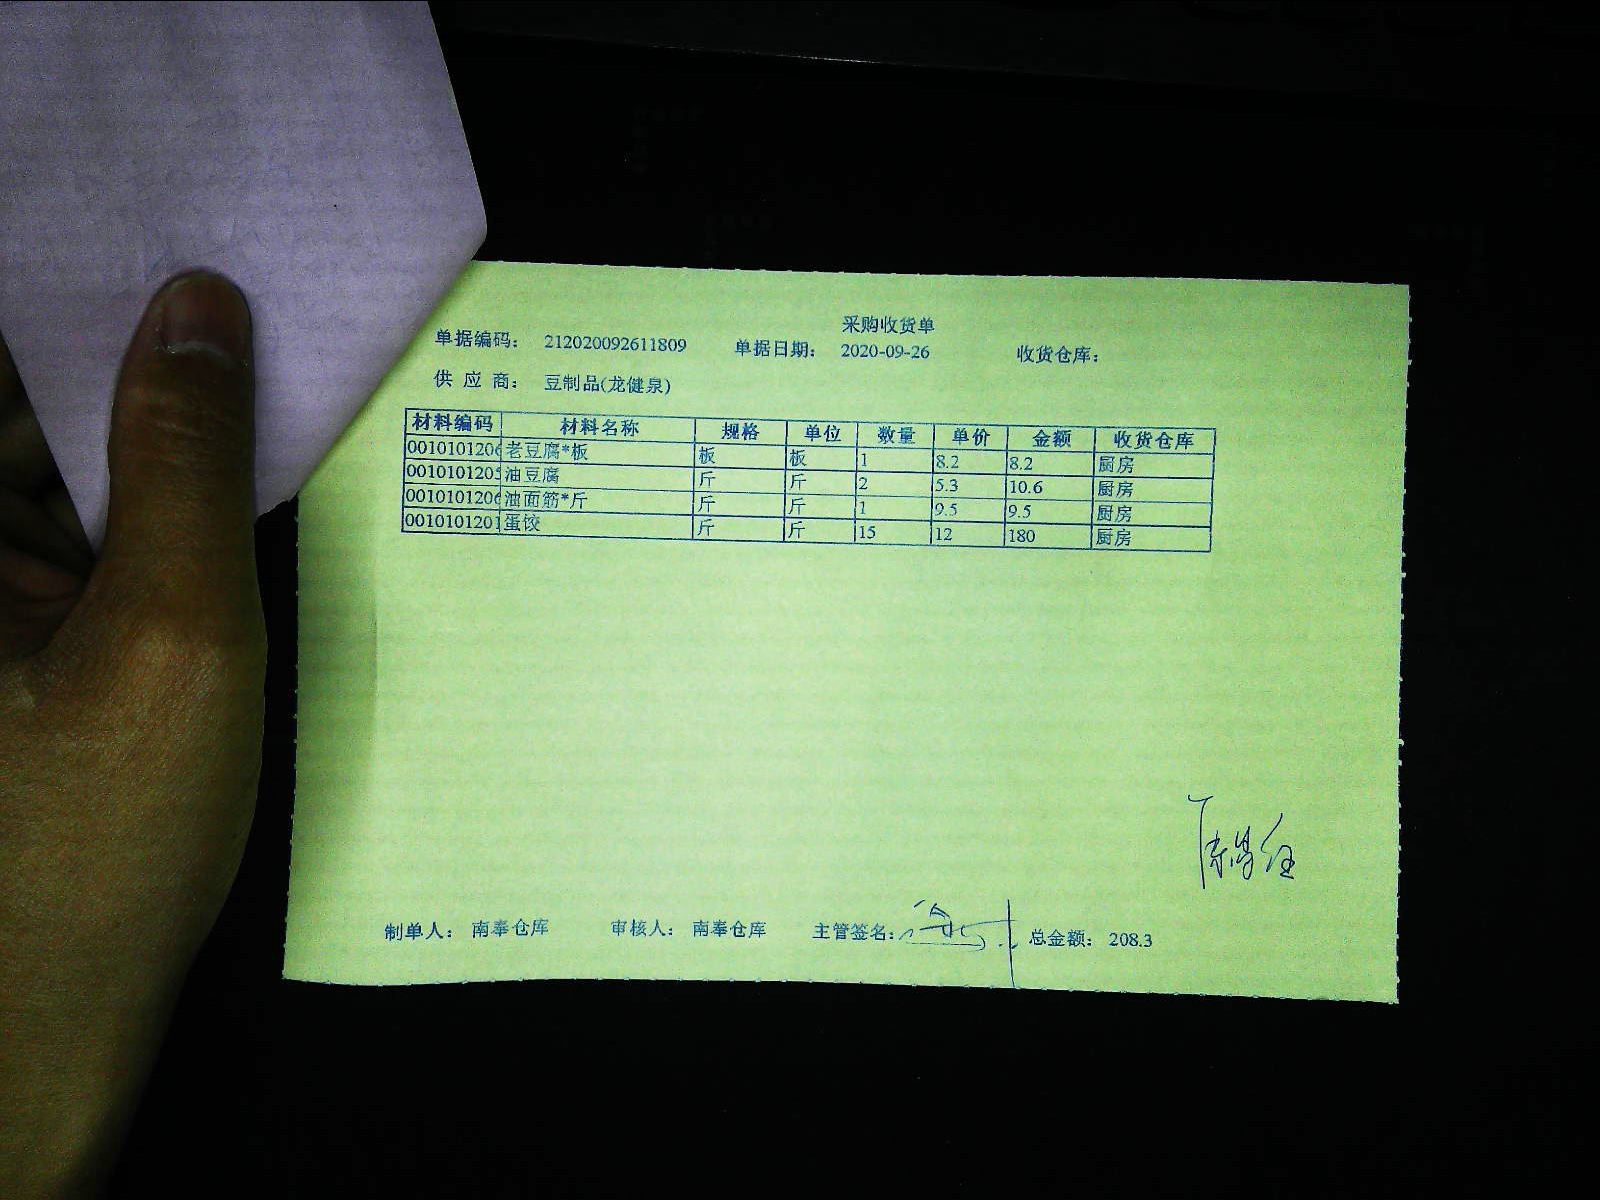 采购收货单
单据编码： 212020092611809 单据日期： 2020-09-26 收货仓库：
供 应 商： 豆制品(龙健泉)
材料编码 材料名称 规格 单位 数量 单价 金额 收货仓库
0010101206 老豆腐*板 板 板 1 8.2 8.2 厨房
001010120 油豆腐 斤 斤 2 5.3 10.6 厨房
0010101206 油面筋*斤 斤 斤 1 9.5 9.5 厨房
001010120 蛋饺 斤 斤 15 12 180 厨房
制单人： 南奉仓库 审核人： 南奉仓库 主管签名： 总金额： 208.3